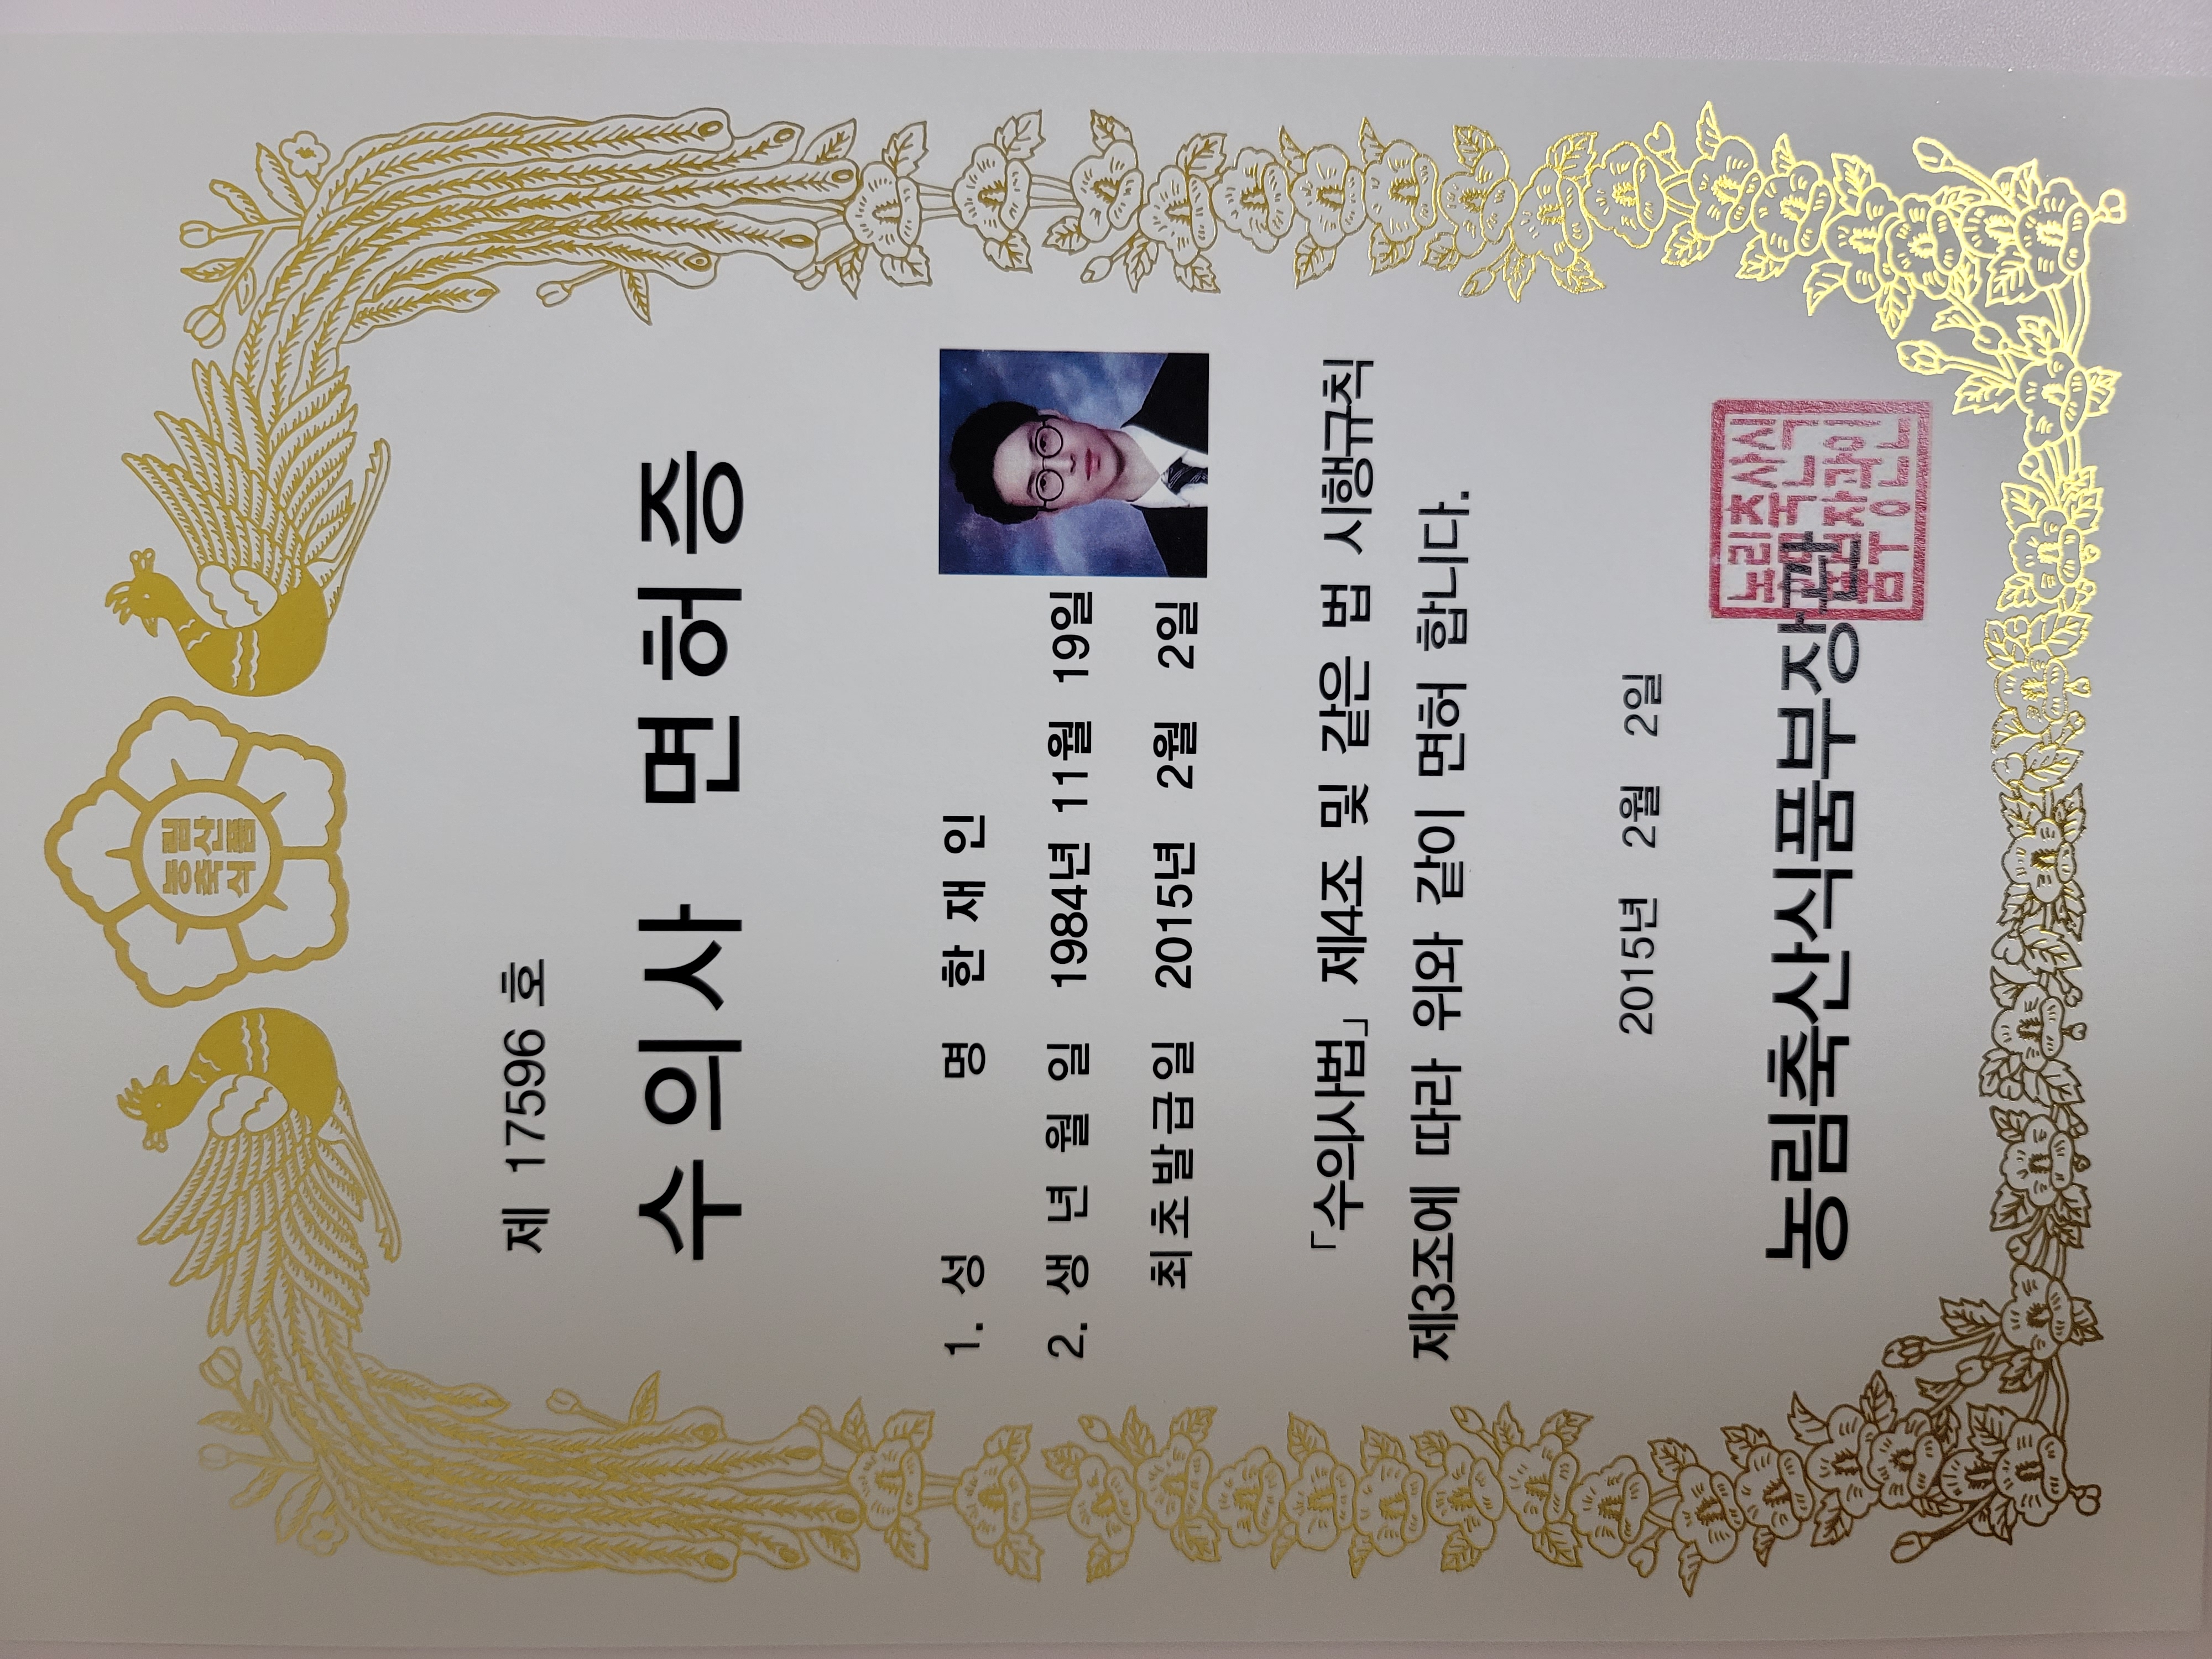 농림
축산
식품
제 17596 호
수의사 면허증
1. 성 명 한 재 인
2. 생 년 월 일 1984년 11월 19일
최초발급일 2015년 2월 2일
「수의사법」 제4조 및 같은 법 시행규칙
제3조에 따라 위와 같이 면허 합니다.
2015년 2월 2일
농림축산식품부장관
농림축산식
품부장관인